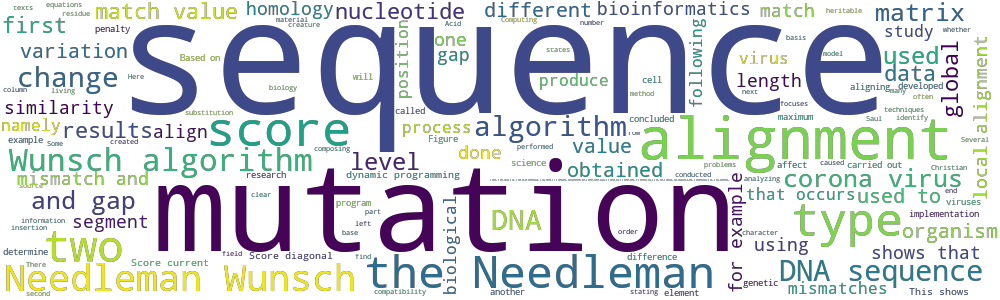 texts equations
first residue match value homology nucleotide different bioinformatics match matrix
material penalty creature Acid Computing number heritable basis whether
variation Based on position one gap virus following study used
change states will produce cell length data global
column living Here biology method model next aligning many developed often
similarity substitution called maximum focuses Saul techniques identify
namely results align score process algorithm concluded from alignment
example Some created composing Figure performed value Several local alignment
Wunsch algorithm level done science obtained problems affect caused carried out Christian
sequence
mismatch and research dynamic programming conducted analyzing corona virus
source clear mutation for example that occurs used to end viruses
and gap segment program part DNA type organism
information insertion left base biological order character implementation
two determine field Score diagonal find difference using shows that
There Score current
Needleman Wunsch the Needleman DNA sequence
second compatibility another stating element genetic mismatches This shows